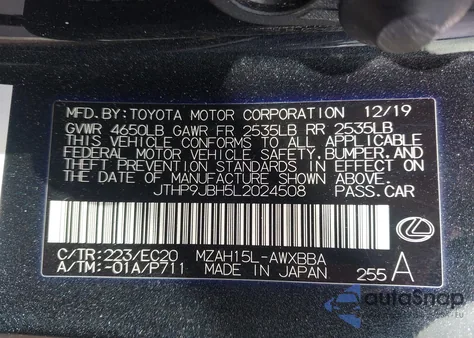 MFD. BY: TOYOTA MOTOR CORPORATION 12/19
GVWR 4650LB GAWR FR 2535LB RR 2535LB
THIS VEHICLE CONFORMS TO ALL APPLICABLE
FEDERAL MOTOR VEHICLE SAFETY, BUMPER, AND
THEFT PREVENTION STANDARDS IN EFFECT ON
THE DATE OF MANUFACTURE SHOWN ABOVE.
JTHP9JBH5L2024508 PASS.CAR
C/TR: 223/EC20 MZAH15L-AWXBBA
A/TM: -01A/P711 MADE IN JAPAN 255 A
autoSnap